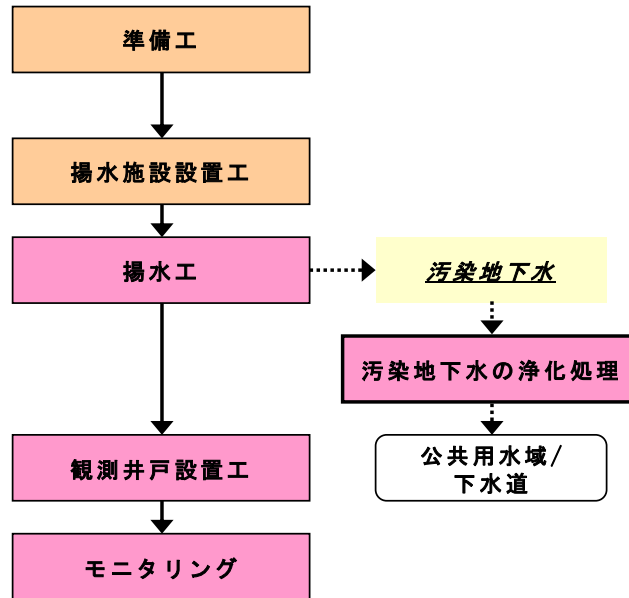 準備工
揚水施設設置工
揚水工
汚染地下水
汚染地下水の浄化処理
観測井戸設置工
公共用水域/
下水道
モニタリング